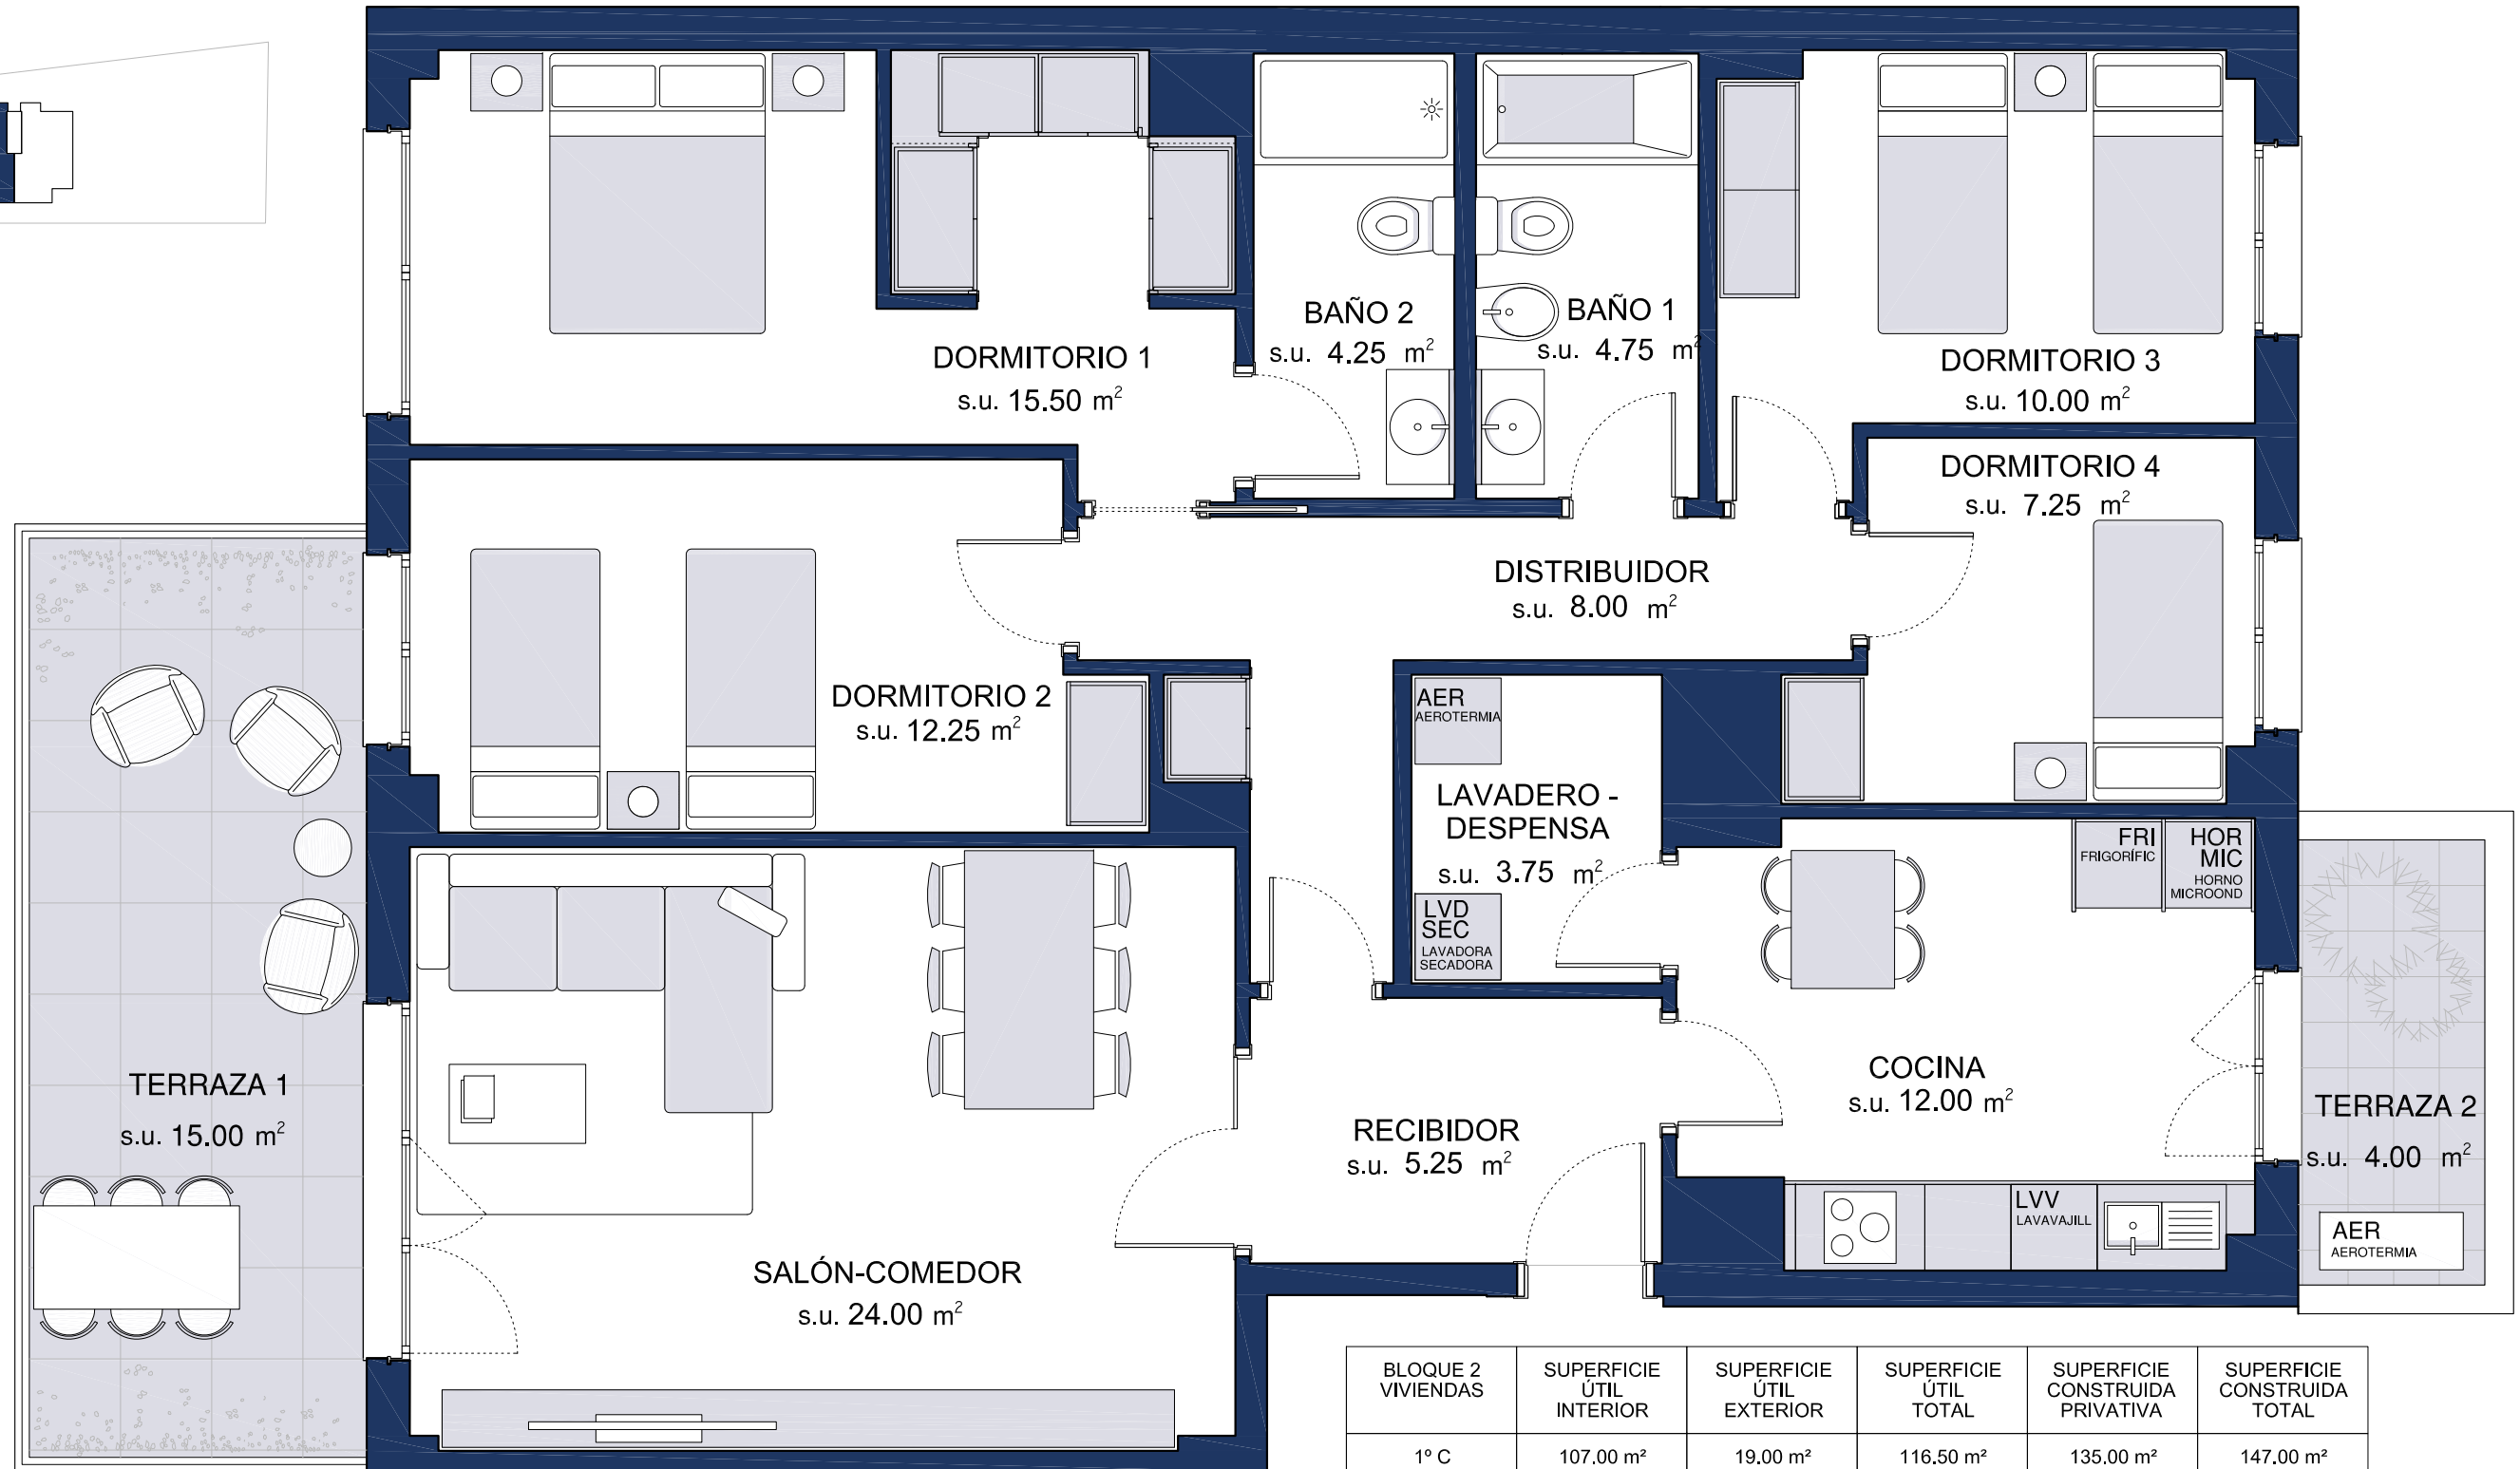 DORMITORIO 1
s.u. 15.50 m²
BAÑO 2
s.u. 4.25 m²
BAÑO 1
s.u. 4.75 m²
DORMITORIO 3
s.u. 10.00 m²
DORMITORIO 4
s.u. 7.25 m²
DISTRIBUIDOR
s.u. 8.00 m²
DORMITORIO 2
s.u. 12.25 m²
AER
AEROTERMIA
LAVADERO -
DESPENSA
s.u. 3.75 m²
LVD
SEC
LAVADORA
SECADORA
FRI
FRIGORÍFIC
HOR
MIC
HORNO
MICROOND
TERRAZA 1
s.u. 15.00 m²
COCINA
s.u. 12.00 m²
TERRAZA 2
s.u. 4.00 m²
RECIBIDOR
s.u. 5.25 m²
LVV
LAVAVAJILL
AER
AEROTERMIA
SALÓN-COMEDOR
s.u. 24.00 m²
BLOQUE 2
VIVIENDAS
SUPERFICIE
ÚTIL
INTERIOR
SUPERFICIE
ÚTIL
EXTERIOR
SUPERFICIE
ÚTIL
TOTAL
SUPERFICIE
CONSTRUIDA
PRIVATIVA
SUPERFICIE
CONSTRUIDA
TOTAL
1º C
107.00 m²
19.00 m²
116.50 m²
135.00 m²
147.00 m²